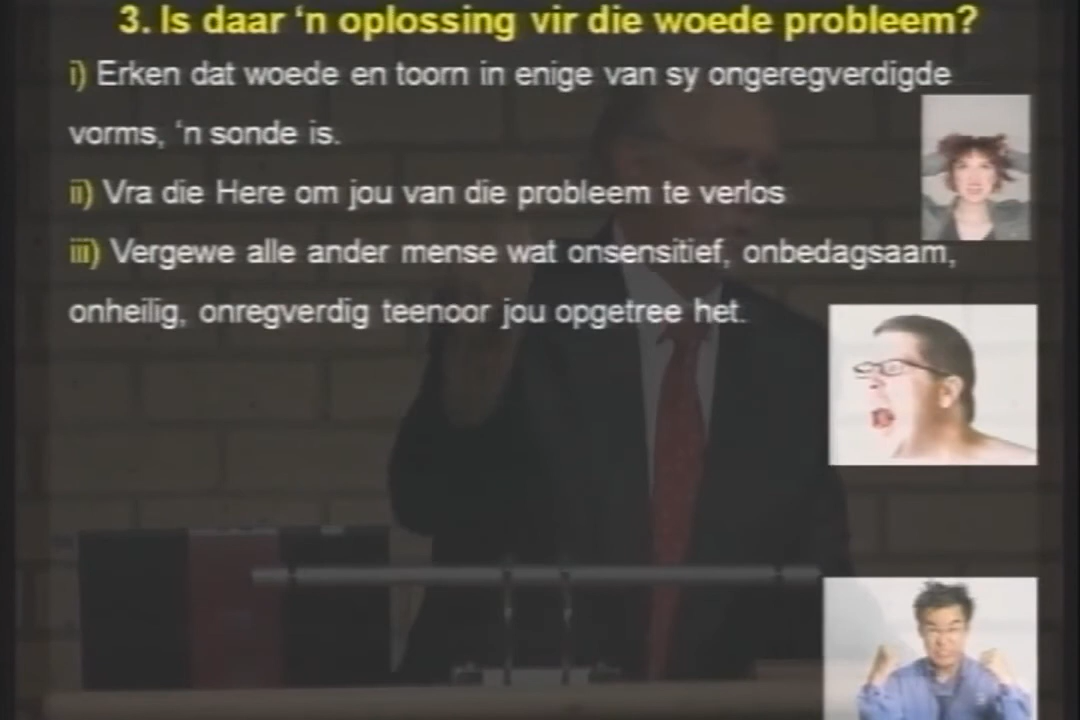 3. Is daar ‘n oplossing vir die woede probleem?
i) Erken dat woede en toorn in enige van sy ongeregverdigde
vorms, ‘n sonde is.
ii) Vra die Here om jou van die probleem te verlos
iii) Vergewe alle ander mense wat onsensitief, onbedagsaam,
onheilig, onregverdig teenoor jou opgetree het.